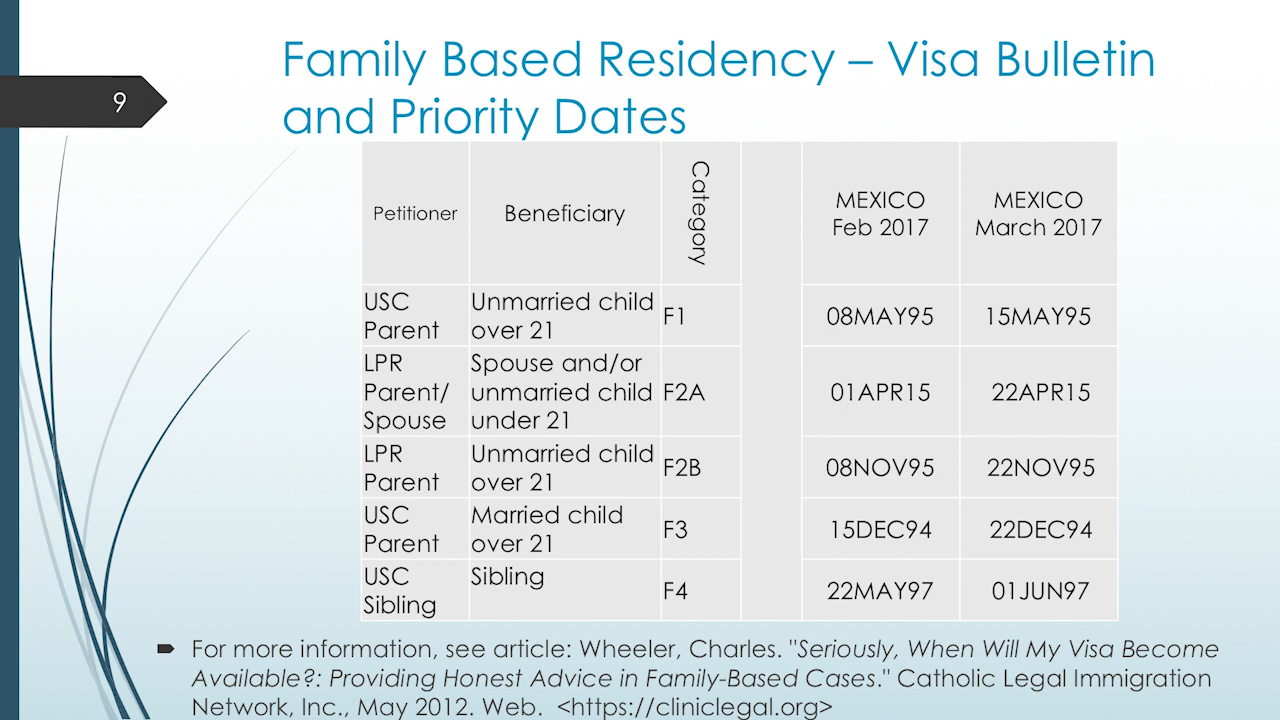 9
Family Based Residency – Visa Bulletin
and Priority Dates
Petitioner Beneficiary Category MEXICO Feb 2017 MEXICO March 2017
USC Parent Unmarried child over 21 F1 08MAY95 15MAY95
LPR Parent/ Spouse Spouse and/or unmarried child under 21 F2A 01APR15 22APR15
LPR Parent Unmarried child over 21 F2B 08NOV95 22NOV95
USC Parent Married child over 21 F3 15DEC94 22DEC94
USC Sibling Sibling F4 22MAY97 01JUN97
For more information, see article: Wheeler, Charles. "Seriously, When Will My Visa Become
Available?: Providing Honest Advice in Family-Based Cases." Catholic Legal Immigration
Network, Inc., May 2012. Web. <https://cliniclegal.org>